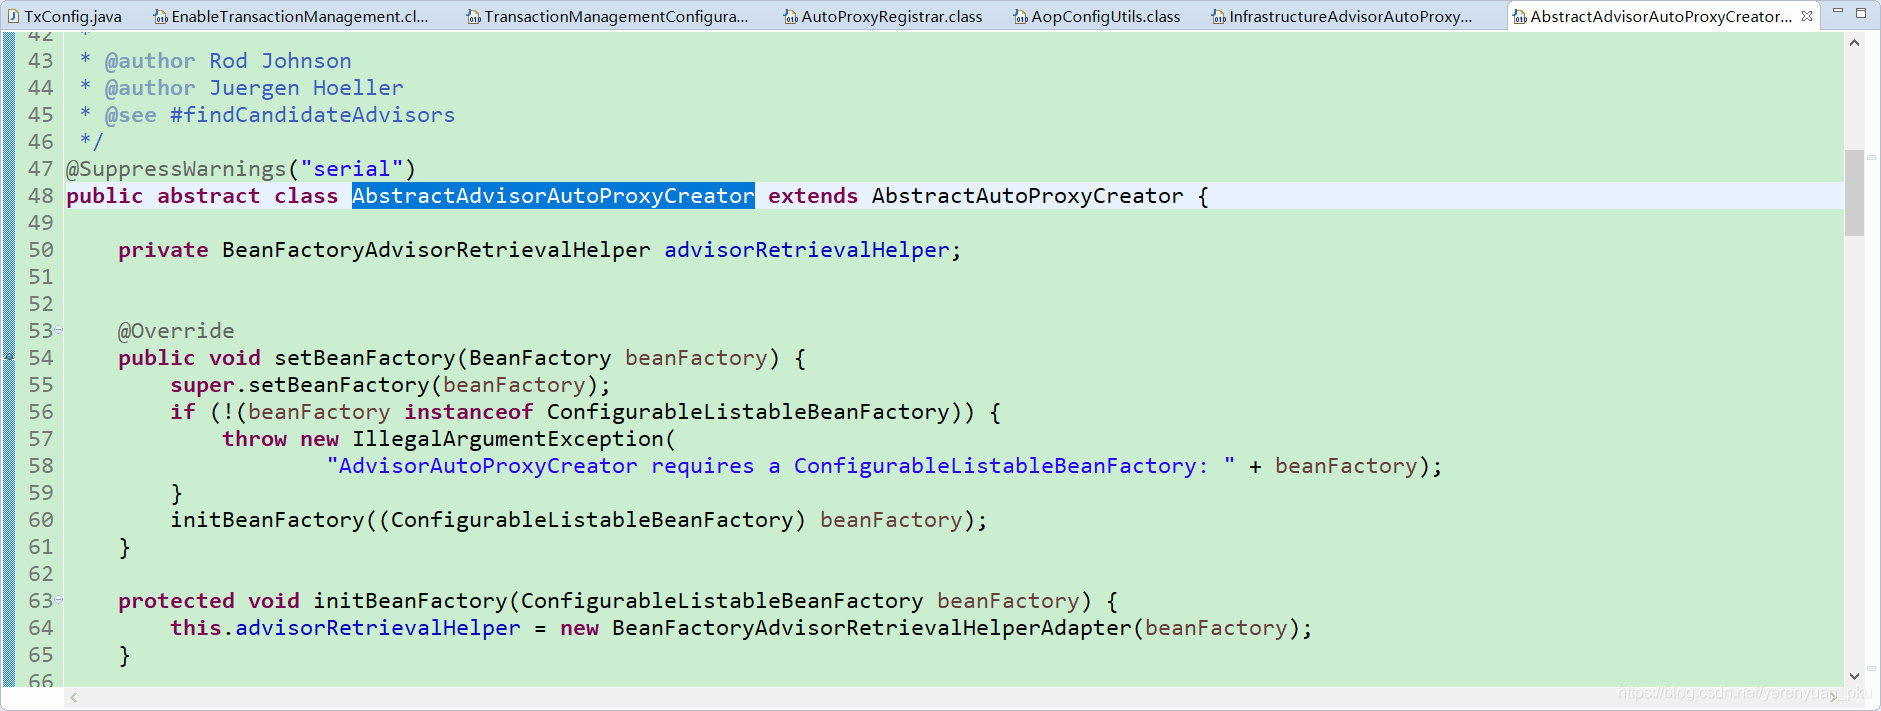 TxConfig.java EnableTransactionManagement.cl... TransactionManagementConfigura... AutoProxyRegistrar.class AopConfigUtils.class InfrastructureAdvisorAutoProxy... AbstractAdvisorAutoProxyCreator...
42 *
43 * @author Rod Johnson
44 * @author Juergen Hoeller
45 * @see #findCandidateAdvisors
46 */
47 @SuppressWarnings("serial")
48 public abstract class AbstractAdvisorAutoProxyCreator extends AbstractAutoProxyCreator {
49
50 private BeanFactoryAdvisorRetrievalHelper advisorRetrievalHelper;
51
52
53 @Override
54 public void setBeanFactory(BeanFactory beanFactory) {
55 super.setBeanFactory(beanFactory);
56 if (!(beanFactory instanceof ConfigurableListableBeanFactory)) {
57 throw new IllegalArgumentException(
58 "AdvisorAutoProxyCreator requires a ConfigurableListableBeanFactory: " + beanFactory);
59 }
60 initBeanFactory((ConfigurableListableBeanFactory) beanFactory);
61 }
62
63 protected void initBeanFactory(ConfigurableListableBeanFactory beanFactory) {
64 this.advisorRetrievalHelper = new BeanFactoryAdvisorRetrievalHelperAdapter(beanFactory);
65 }
66
https://blog.csdn.net/yerenyuan_pku